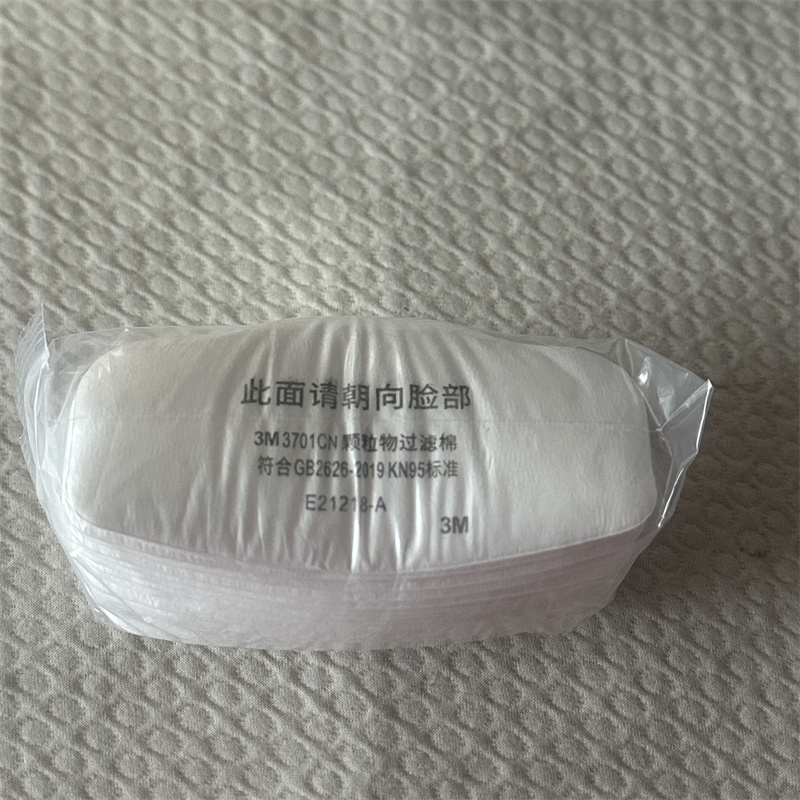 此面请朝向脸部
3M 3701CN 颗粒物过滤棉
符合GB2626-2019 KN95标准
E21218-A
3M